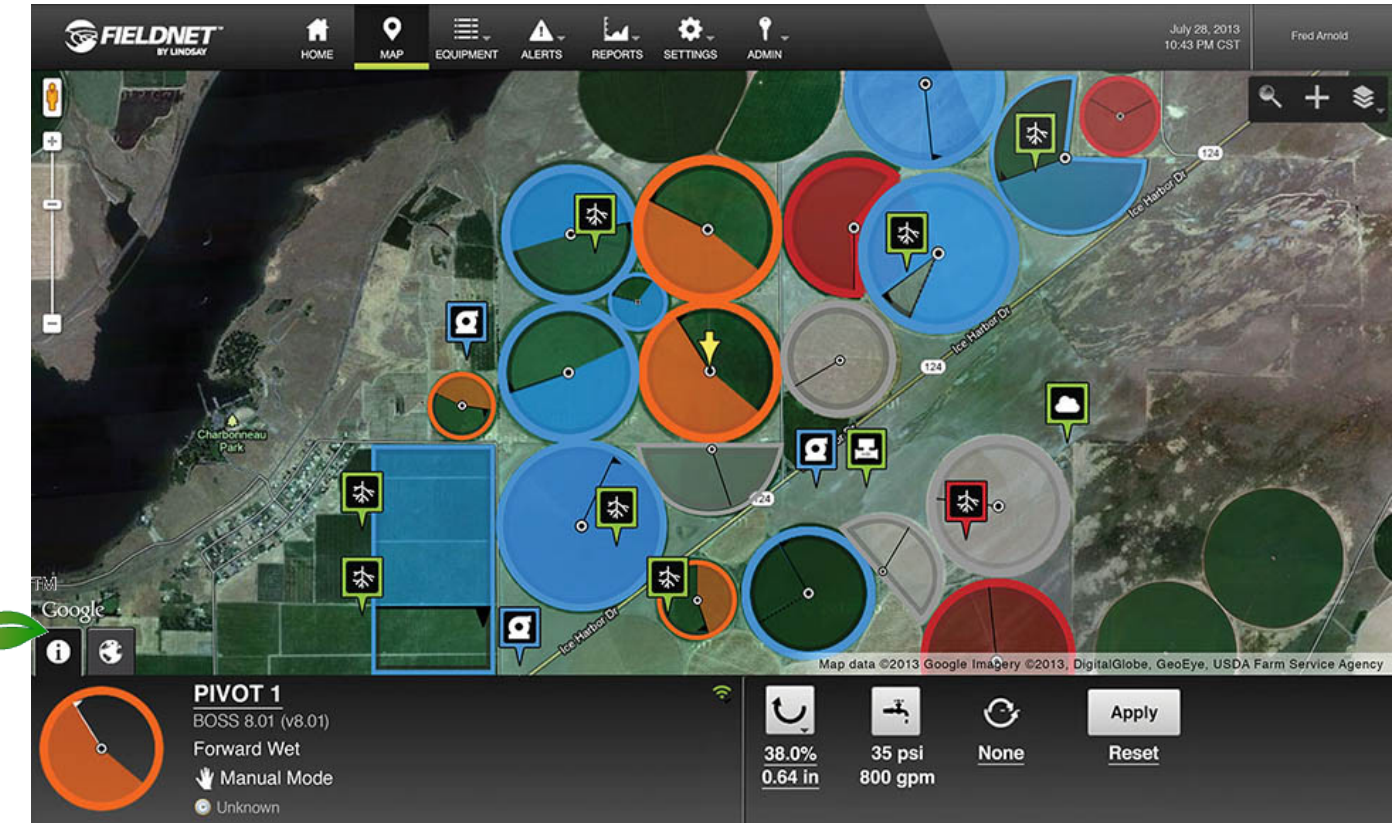 FIELDNET™
BY LINDSAY
HOME
MAP
EQUIPMENT
ALERTS
REPORTS
SETTINGS
ADMIN
July 28, 2013
10:43 PM CST
Fred Arnold
124
Ice Harbor Dr
Ice Harbor Dr
124
Charbonneau
Park
124
Ice Harbor Dr
TM
Google
Map data ©2013 Google Imagery ©2013, DigitalGlobe, GeoEye, USDA Farm Service Agency
PIVOT 1
BOSS 8.01 (v8.01)
Forward Wet
Manual Mode
Unknown
38.0%
0.64 in
35 psi
800 gpm
None
Apply
Reset